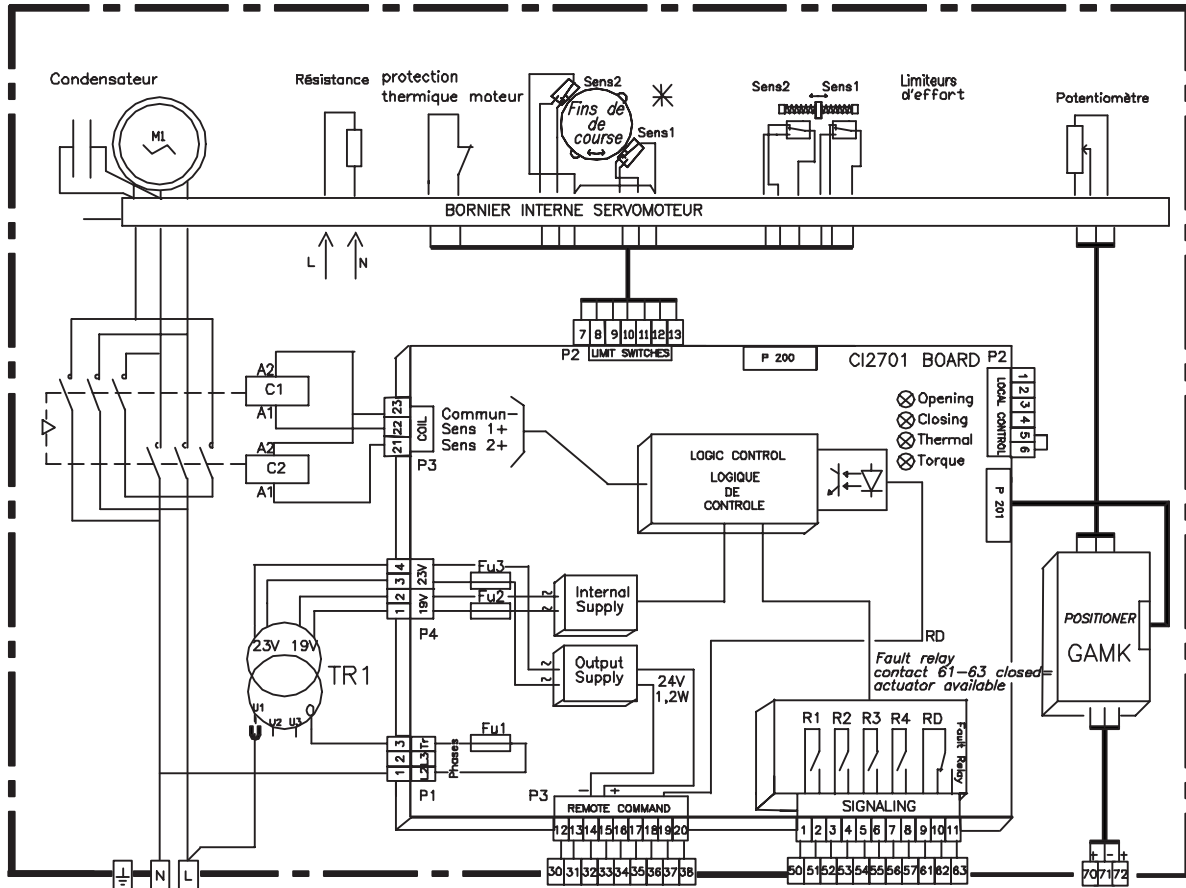 Condensateur
M1
Résistance
protection
thermique moteur
Sens2
Fins de
de
course
Sens1
Sens2
Sens1
Limiteurs
d'effort
Potentiomètre
BORNIER INTERNE SERVOMOTEUR
L
N
7 8 9 10 11 12 13
P2
LIMIT SWITCHES
P 200
CI2701 BOARD
P2
1
2
3
4
5
6
LOCAL CONTROL
Opening
Closing
Thermal
Torque
A2
C1
A1
A2
C2
A1
23
22
21
COIL
P3
Commun-
Sens 1+
Sens 2+
LOGIC CONTROL
LOGIQUE
DE
CONTROLE
P 201
4
3
2
1
23V
19V
P4
Fu3
Fu2
Internal
Supply
Output
Supply
24V
1,2W
RD
Fault relay
contact 61-63 closed=
actuator available
POSITIONER
GAMK
23V 19V
TR1
U1
U2
U3
O
3
2
1
Tr
L3
L2
Phases
P1
Fu1
R1 R2 R3 R4 RD
Fault Relay
P3
- +
REMOTE COMMAND
12 13 14 15 16 17 18 19 20
30 31 32 33 34 35 36 37 38
SIGNALING
1 2 3 4 5 6 7 8 9 10 11
50 51 52 53 54 55 56 57 61 62 63
+ - +
70 71 72
N
L